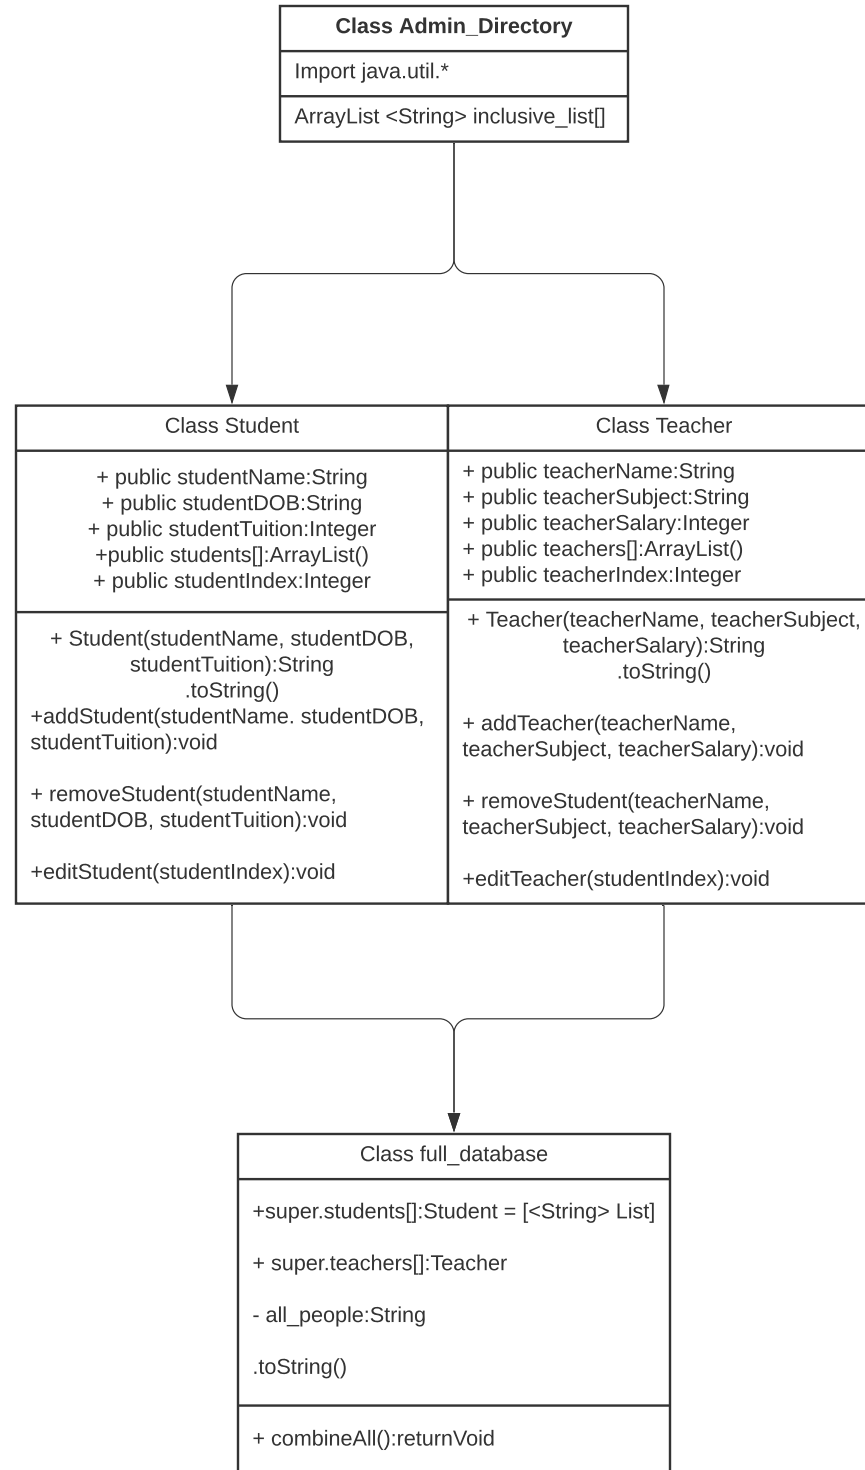 Class Admin_Directory
Import java.util.*
ArrayList <String> inclusive_list[]
Class Student
+ public studentName:String
+ public studentDOB:String
+ public studentTuition:Integer
+public students[]:ArrayList()
+ public studentIndex:Integer
+ Student(studentName, studentDOB,
studentTuition):String
.toString()
+addStudent(studentName. studentDOB,
studentTuition):void
+ removeStudent(studentName,
studentDOB, studentTuition):void
+editStudent(studentIndex):void
Class Teacher
+ public teacherName:String
+ public teacherSubject:String
+ public teacherSalary:Integer
+ public teachers[]:ArrayList()
+ public teacherIndex:Integer
+ Teacher(teacherName, teacherSubject,
teacherSalary):String
.toString()
+ addTeacher(teacherName,
teacherSubject, teacherSalary):void
+ removeStudent(teacherName,
teacherSubject, teacherSalary):void
+editTeacher(studentIndex):void
Class full_database
+super.students[]:Student = [<String> List]
+ super.teachers[]:Teacher
- all_people:String
.toString()
+ combineAll():returnVoid